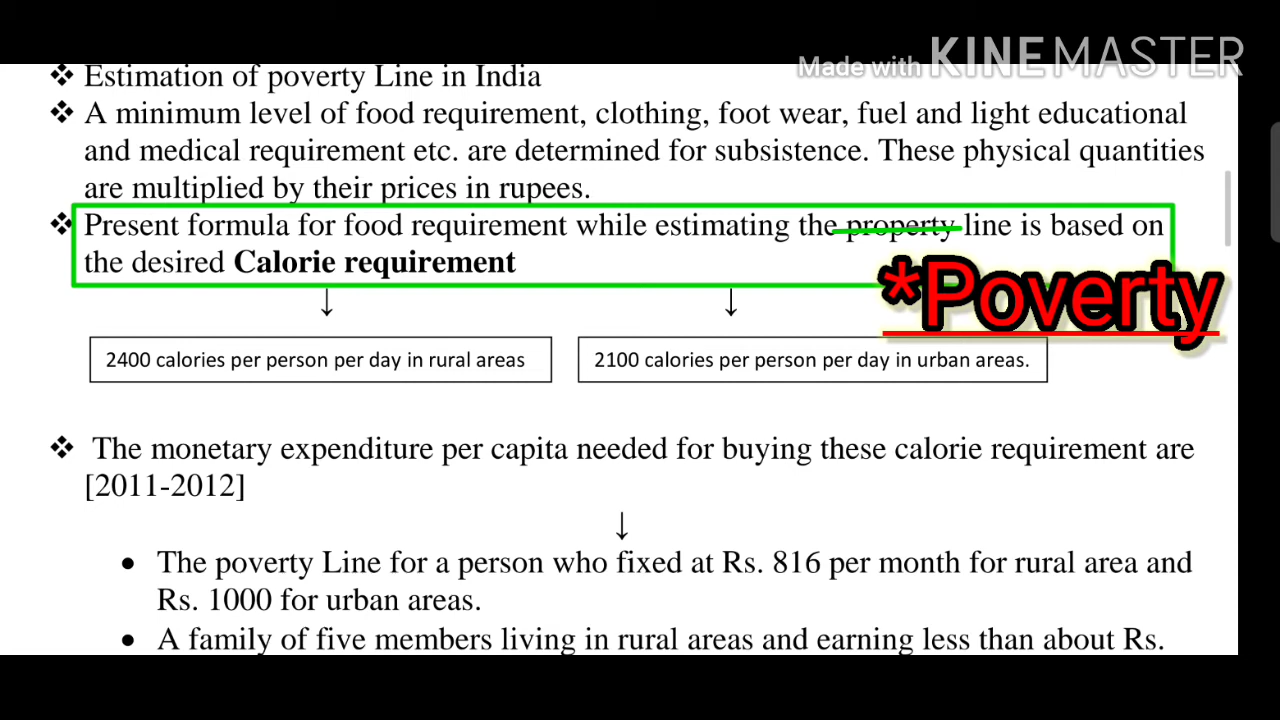 Made with KINEMASTER
❖ Estimation of poverty Line in India
❖ A minimum level of food requirement, clothing, foot wear, fuel and light educational
and medical requirement etc. are determined for subsistence. These physical quantities
are multiplied by their prices in rupees.
❖ Present formula for food requirement while estimating the property line is based on
the desired Calorie requirement
*Poverty
↓ ↓
2400 calories per person per day in rural areas
2100 calories per person per day in urban areas.
❖ The monetary expenditure per capita needed for buying these calorie requirement are
[2011-2012]
↓
• The poverty Line for a person who fixed at Rs. 816 per month for rural area and
Rs. 1000 for urban areas.
• A family of five members living in rural areas and earning less than about Rs.